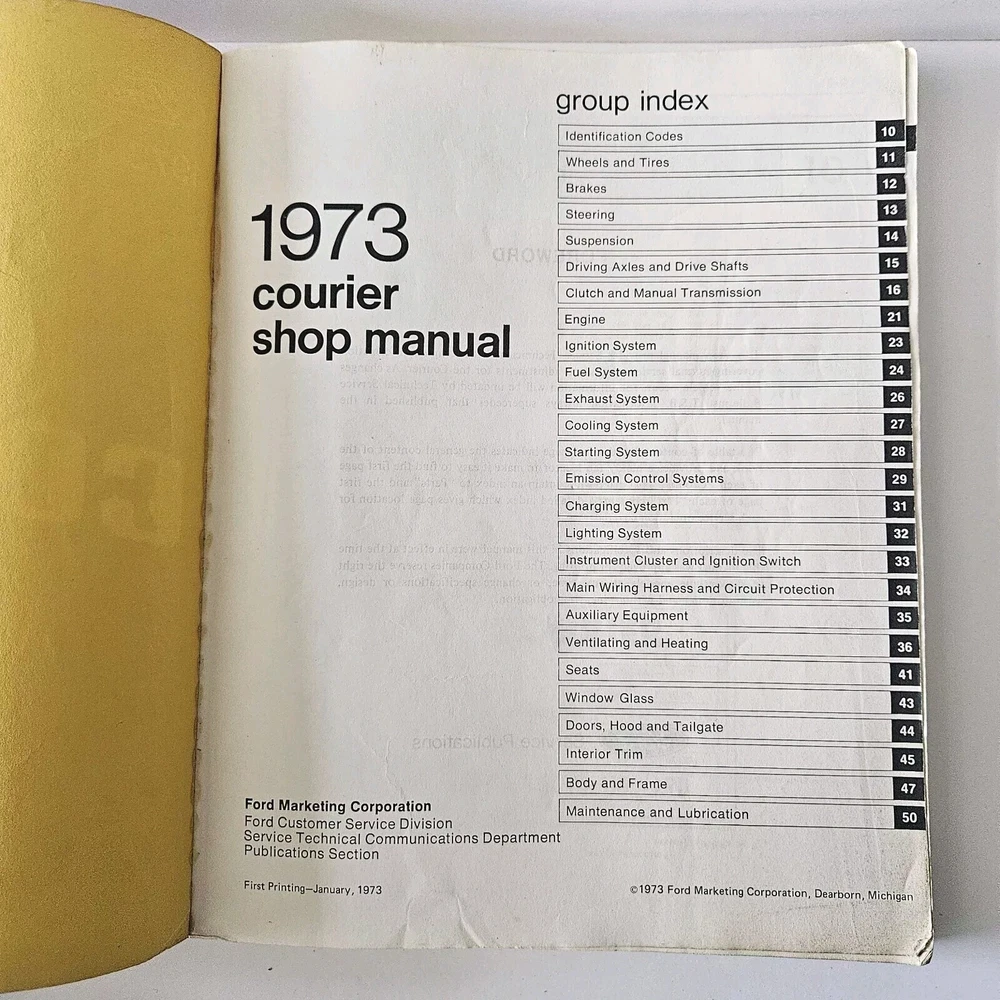 group index
Identification Codes 10
Wheels and Tires 11
Brakes 12
Steering 13
Suspension 14
Driving Axles and Drive Shafts 15
Clutch and Manual Transmission 16
Engine 21
Ignition System 23
Fuel System 24
Exhaust System 26
Cooling System 27
Starting System 28
Emission Control Systems 29
Charging System 31
Lighting System 32
Instrument Cluster and Ignition Switch 33
Main Wiring Harness and Circuit Protection 34
Auxiliary Equipment 35
Ventilating and Heating 36
Seats 41
Window Glass 43
Doors, Hood and Tailgate 44
Interior Trim 45
Body and Frame 47
Maintenance and Lubrication 50
1973
courier
shop manual
Ford Marketing Corporation
Ford Customer Service Division
Service Technical Communications Department
Publications Section
First Printing—January, 1973
©1973 Ford Marketing Corporation, Dearborn, Michigan